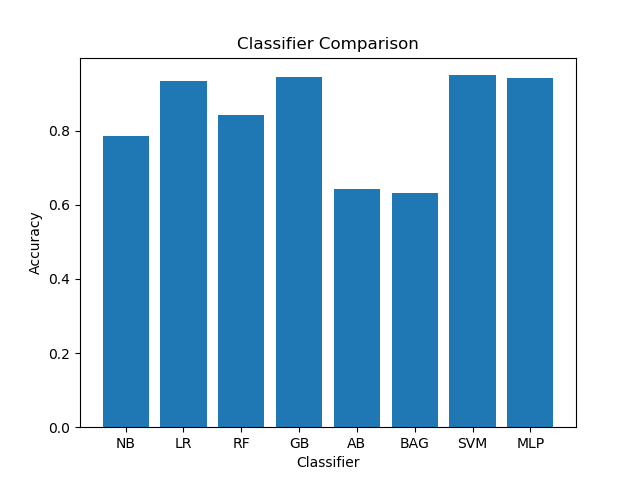 Classifier Comparison
Accuracy
0.8
0.6
0.4
0.2
0.0
NB LR RF GB AB BAG SVM MLP
Classifier